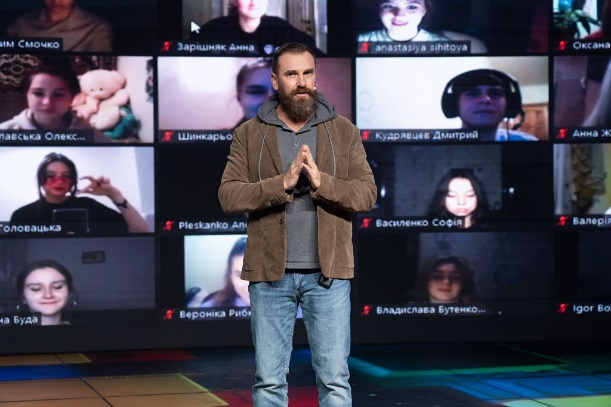 им Смочко
Зарішняк Анна
anastasiya sihitova
Оксана
лавська Олекс...
Шинкарьо
Кудрявцев Дмитрий
Анна Ж
Головацька
Pleskanko An
Василенко Софія
Валерія
на Буда
Вероніка Рибк
Владислава Бутенко...
Igor Bo